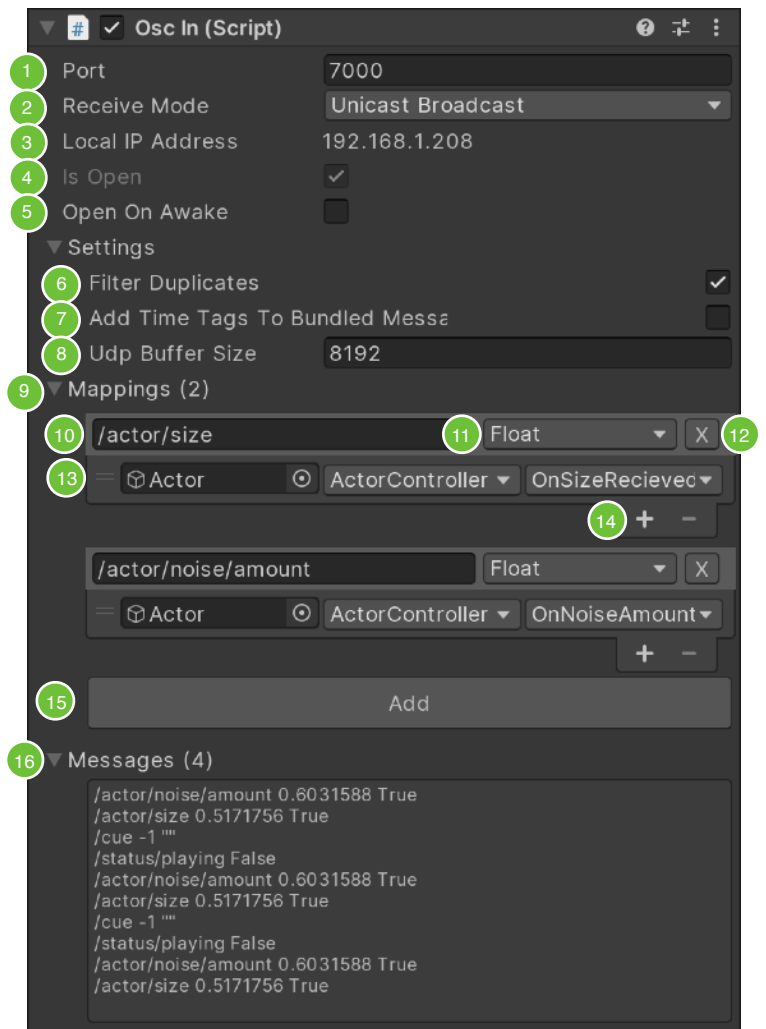 # Osc In (Script) ?
1 Port 7000
2 Receive Mode Unicast Broadcast
3 Local IP Address 192.168.1.208
4 Is Open
5 Open On Awake
Settings
6 Filter Duplicates
7 Add Time Tags To Bundled Messa
8 Udp Buffer Size 8192
9 Mappings (2)
10 /actor/size 11 Float X 12
13 Actor ActorController OnSizeRecieved
14 + −
/actor/noise/amount Float X
Actor ActorController OnNoiseAmount
+ −
15 Add
16 Messages (4)
/actor/noise/amount 0.6031588 True
/actor/size 0.5171756 True
/cue -1 ""
/status/playing False
/actor/noise/amount 0.6031588 True
/actor/size 0.5171756 True
/cue -1 ""
/status/playing False
/actor/noise/amount 0.6031588 True
/actor/size 0.5171756 True